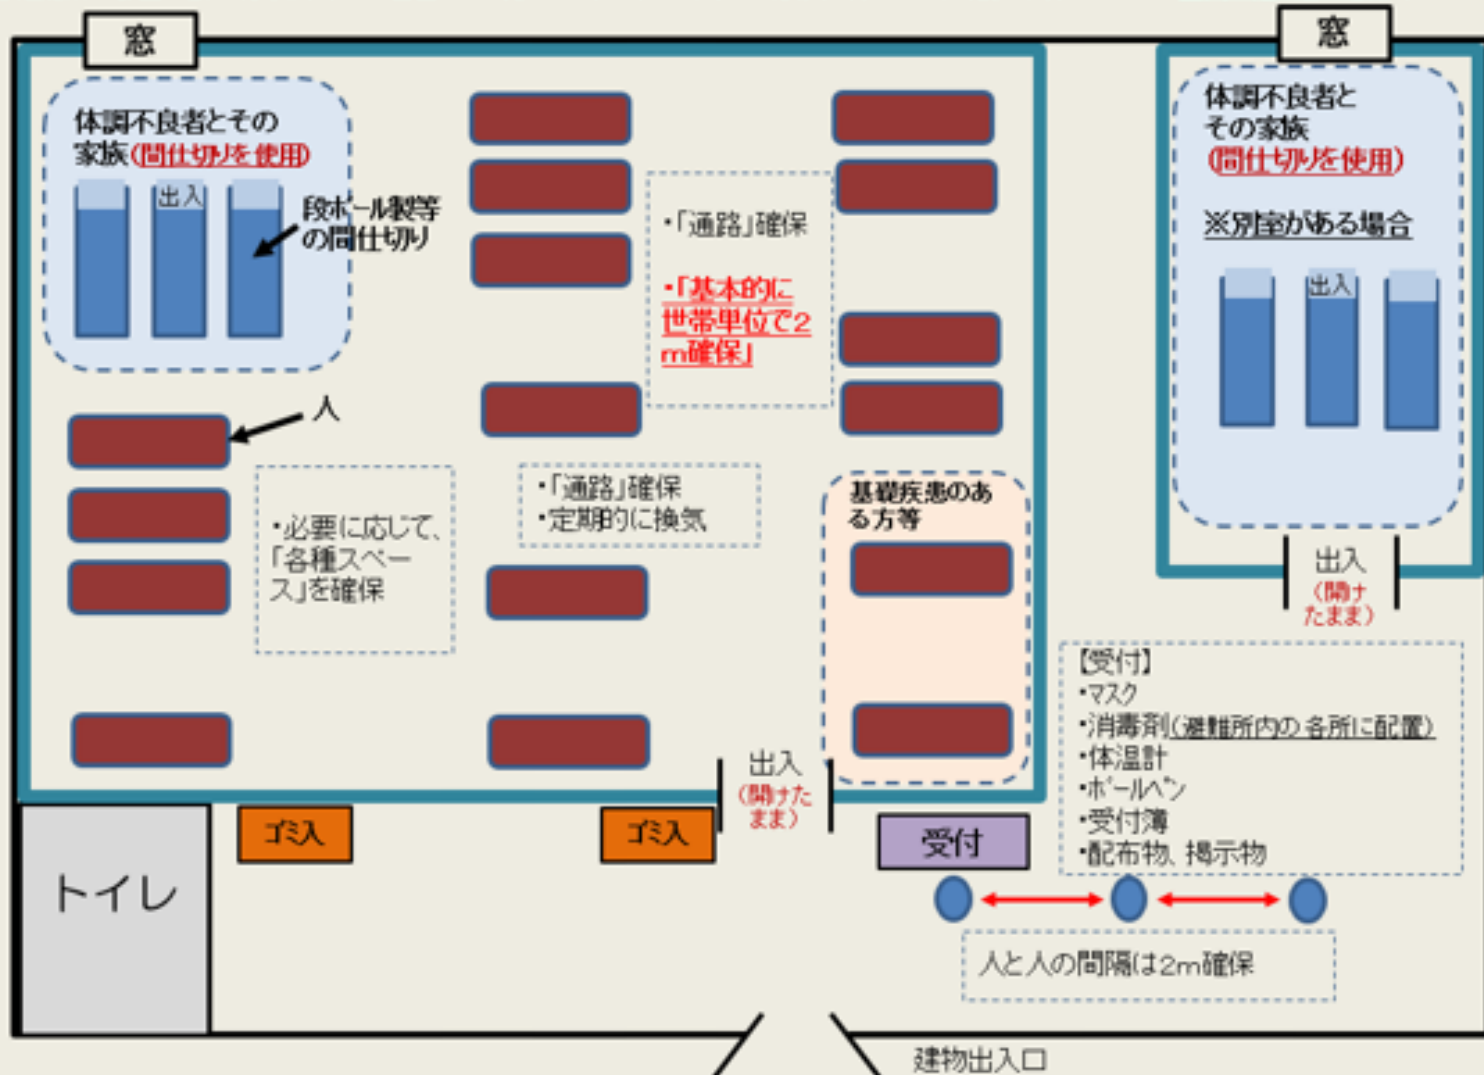 窓
窓
体調不良者とその
家族(間仕切りを使用)
出入
段ボール製等
の間仕切り
人
・「通路」確保
・「基本的に
世帯単位で2
m確保」
体調不良者と
その家族
(間仕切りを使用)
※別室がある場合
出入
・必要に応じて、
「各種スペー
ス」を確保
・「通路」確保
・定期的に換気
基礎疾患のあ
る方等
出入
(開け
たまま)
出入
(開けた
まま)
【受付】
・マスク
・消毒剤(避難所内の各所に配置)
・体温計
・ボールペン
・受付簿
・配布物、掲示物
トイレ
ゴミ入
ゴミ入
受付
人と人の間隔は2m確保
建物出入口